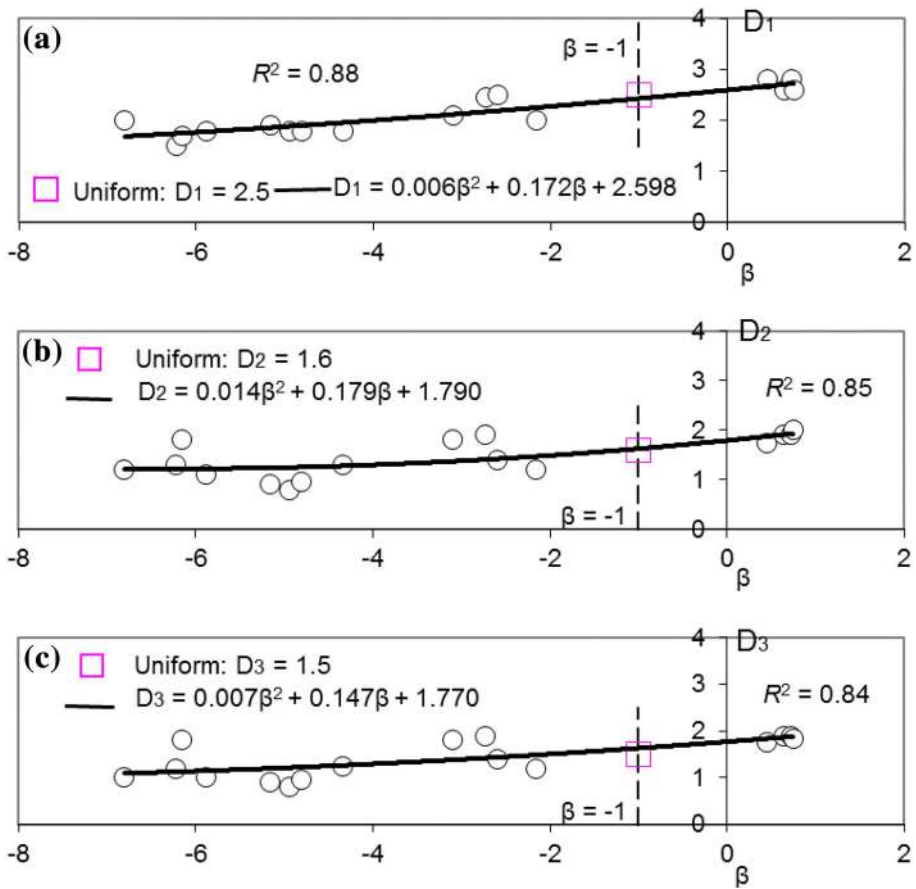 (a)
4 D₁
β = -1
R² = 0.88
3
2
1
Uniform: D₁ = 2.5 D₁ = 0.006β² + 0.172β + 2.598
0
-8 -6 -4 -2 0 2
β
(b)
4 D₂
Uniform: D₂ = 1.6
D₂ = 0.014β² + 0.179β + 1.790
3
R² = 0.85
2
1
β = -1
0
-8 -6 -4 -2 0 2
β
(c)
4 D₃
Uniform: D₃ = 1.5
D₃ = 0.007β² + 0.147β + 1.770
3
R² = 0.84
2
1
β = -1
0
-8 -6 -4 -2 0 2
β